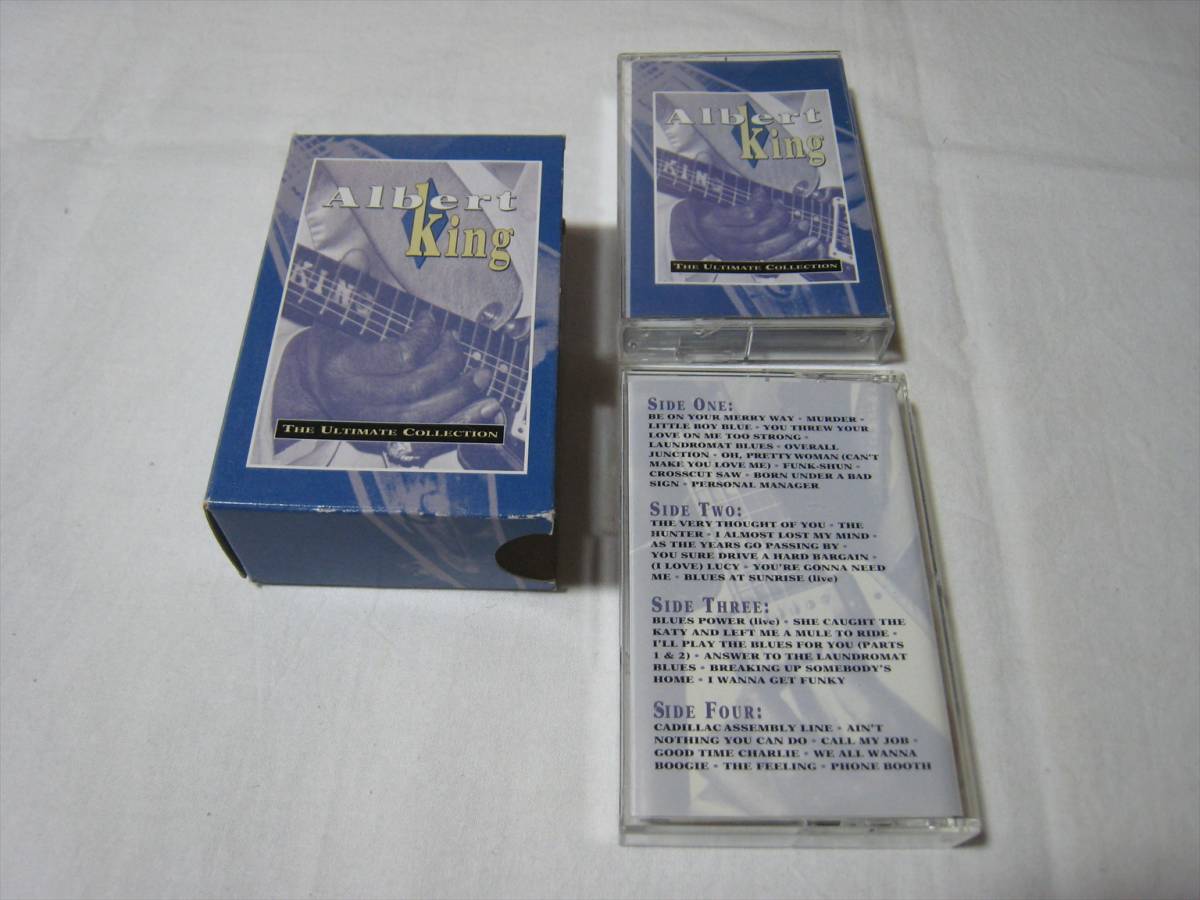 Albert
King
KING
THE ULTIMATE COLLECTION
Albert
King
KING
THE ULTIMATE COLLECTION
SIDE ONE:
BE ON YOUR MERRY WAY • MURDER •
LITTLE BOY BLUE • YOU THREW YOUR
LOVE ON ME TOO STRONG •
LAUNDROMAT BLUES • OVERALL
JUNCTION • OH, PRETTY WOMAN (CAN'T
MAKE YOU LOVE ME) • FUNK-SHUN •
CROSSCUT SAW • BORN UNDER A BAD
SIGN • PERSONAL MANAGER
SIDE TWO:
THE VERY THOUGHT OF YOU • THE
HUNTER • I ALMOST LOST MY MIND •
AS THE YEARS GO PASSING BY •
YOU SURE DRIVE A HARD BARGAIN •
(I LOVE) LUCY • YOU'RE GONNA NEED
ME • BLUES AT SUNRISE (live)
SIDE THREE:
BLUES POWER (live) • SHE CAUGHT THE
KATY AND LEFT ME A MULE TO RIDE •
I'LL PLAY THE BLUES FOR YOU (PARTS
1 & 2) • ANSWER TO THE LAUNDROMAT
BLUES • BREAKING UP SOMEBODY'S
HOME • I WANNA GET FUNKY
SIDE FOUR:
CADILLAC ASSEMBLY LINE • AIN'T
NOTHING YOU CAN DO • CALL MY JOB •
GOOD TIME CHARLIE • WE ALL WANNA
BOOGIE • THE FEELING • PHONE BOOTH